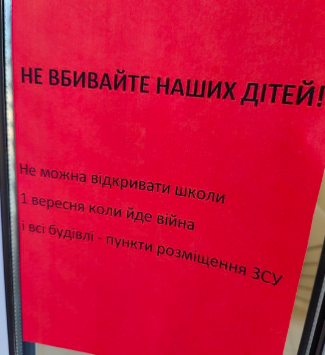 НЕ ВБИВАЙТЕ НАШИХ ДІТЕЙ!
Не можна відкривати школи
1 вересня коли йде війна
і всі будівлі - пункти розміщення ЗСУ